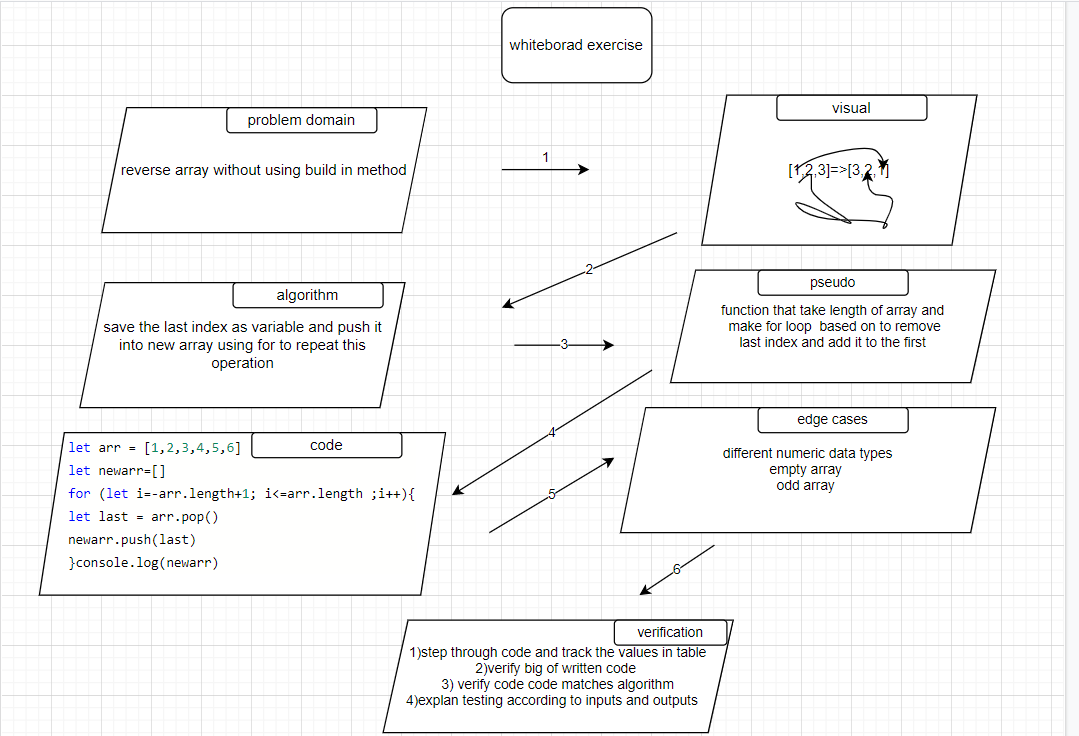 whiteborad exercise
problem domain
reverse array without using build in method
1
visual
[1,2,3]=>[3,2,1]
2
algorithm
save the last index as variable and push it
into new array using for to repeat this
operation
3
pseudo
function that take length of array and
make for loop based on to remove
last index and add it to the first
4
code
let arr = [1,2,3,4,5,6]
let newarr=[]
for (let i=-arr.length+1; i<=arr.length ;i++){
let last = arr.pop()
newarr.push(last)
}console.log(newarr)
5
edge cases
different numeric data types
empty array
odd array
6
verification
1)step through code and track the values in table
2)verify big of written code
3) verify code code matches algorithm
4)explan testing according to inputs and outputs